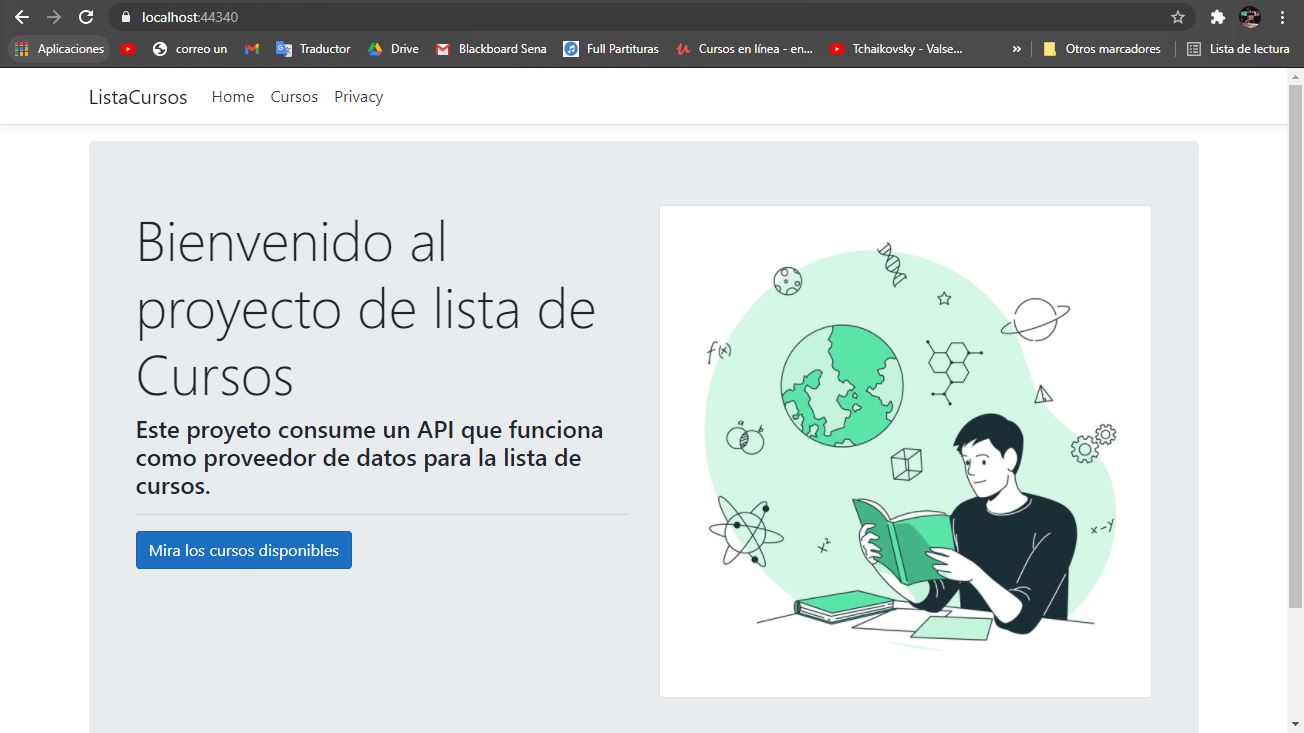 localhost:44340
Aplicaciones correo un Traductor Drive Blackboard Sena Full Partituras Cursos en línea - en... Tchaikovsky - Valse... » Otros marcadores Lista de lectura
ListaCursos Home Cursos Privacy
Bienvenido al
proyecto de lista de
Cursos
Este proyeto consume un API que funciona
como proveedor de datos para la lista de
cursos.
Mira los cursos disponibles
f(x)
a b
x²
x-y